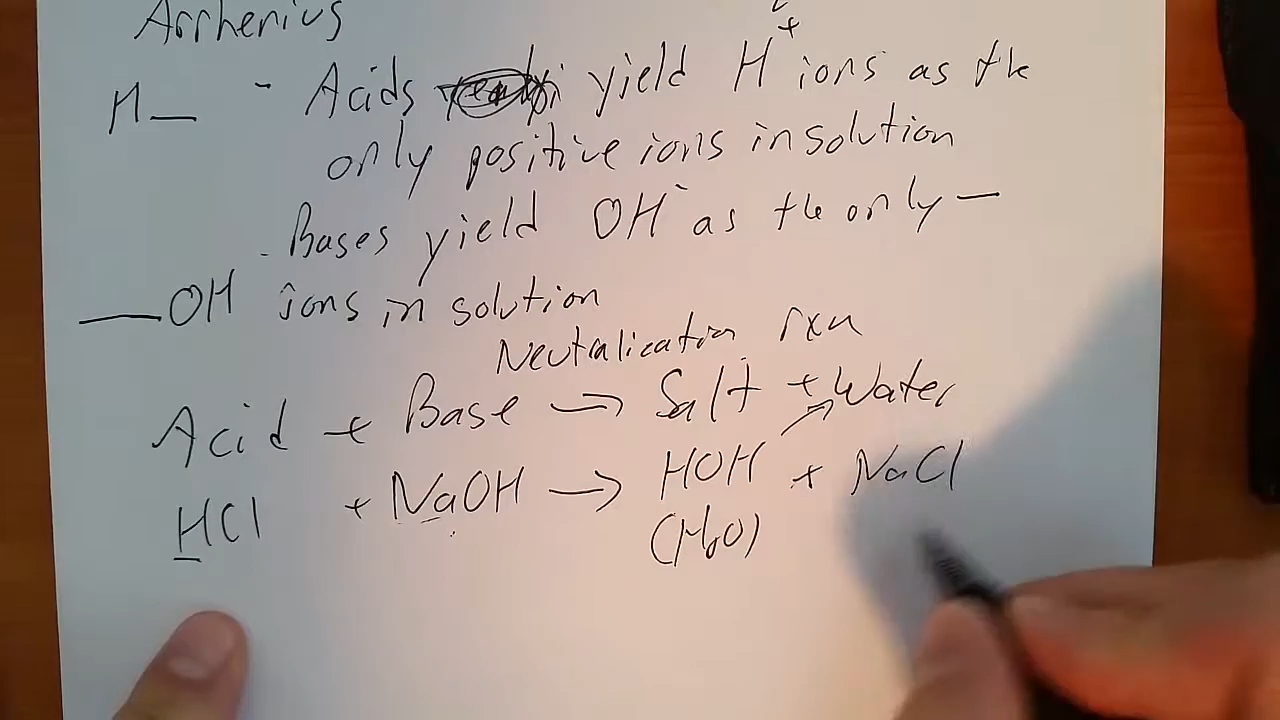 Arrhenius
H_ - Acids yield H+ ions as the
only positive ions in solution
- Bases yield OH- as the only -
_OH ions in solution
Neutralization rxn
Acid + Base → Salt + Water
HCl + NaOH → HOH + NaCl
(H2O)